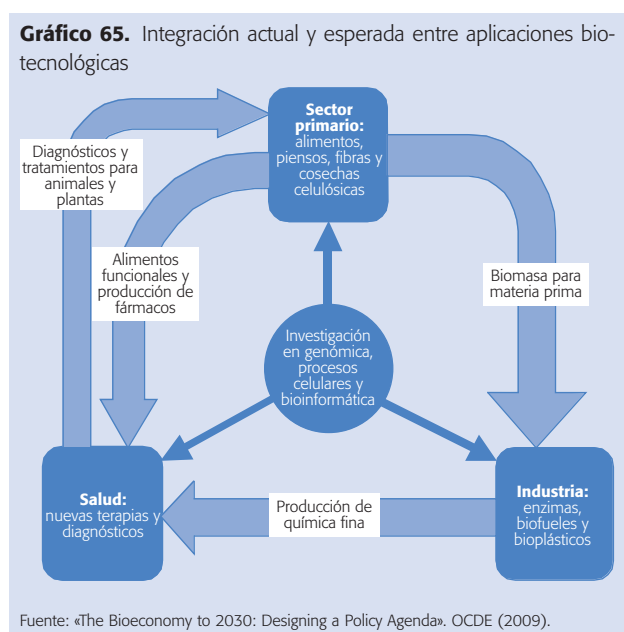 Gráfico 65. Integración actual y esperada entre aplicaciones bio-
tecnológicas
Sector
primario:
alimentos,
piensos, fibras y
cosechas
celulósicas
Diagnósticos y
tratamientos para
animales y
plantas
Alimentos
funcionales y
producción de
fármacos
Biomasa para
materia prima
Investigación
en genómica,
procesos
celulares y
bioinformática
Salud:
nuevas terapias y
diagnósticos
Producción de
química fina
Industria:
enzimas,
biofueles y
bioplásticos
Fuente: «The Bioeconomy to 2030: Designing a Policy Agenda». OCDE (2009).